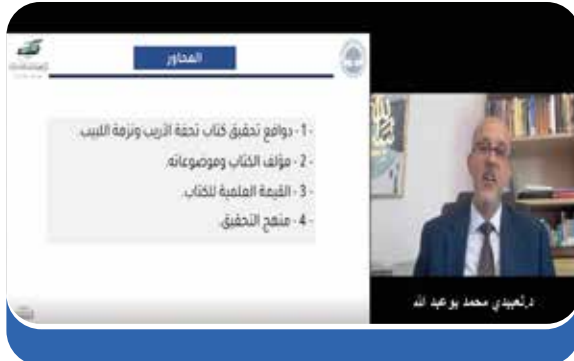 المحاور
- 1 - دوافع تحقيق كتاب تحفة الأريب ونزهة اللبيب.
- 2 - مؤلف الكتاب وموضوعاته.
- 3 - القيمة العلمية للكتاب.
- 4 - منهج التحقيق.
د.لعبيدي محمد بو عبد الله